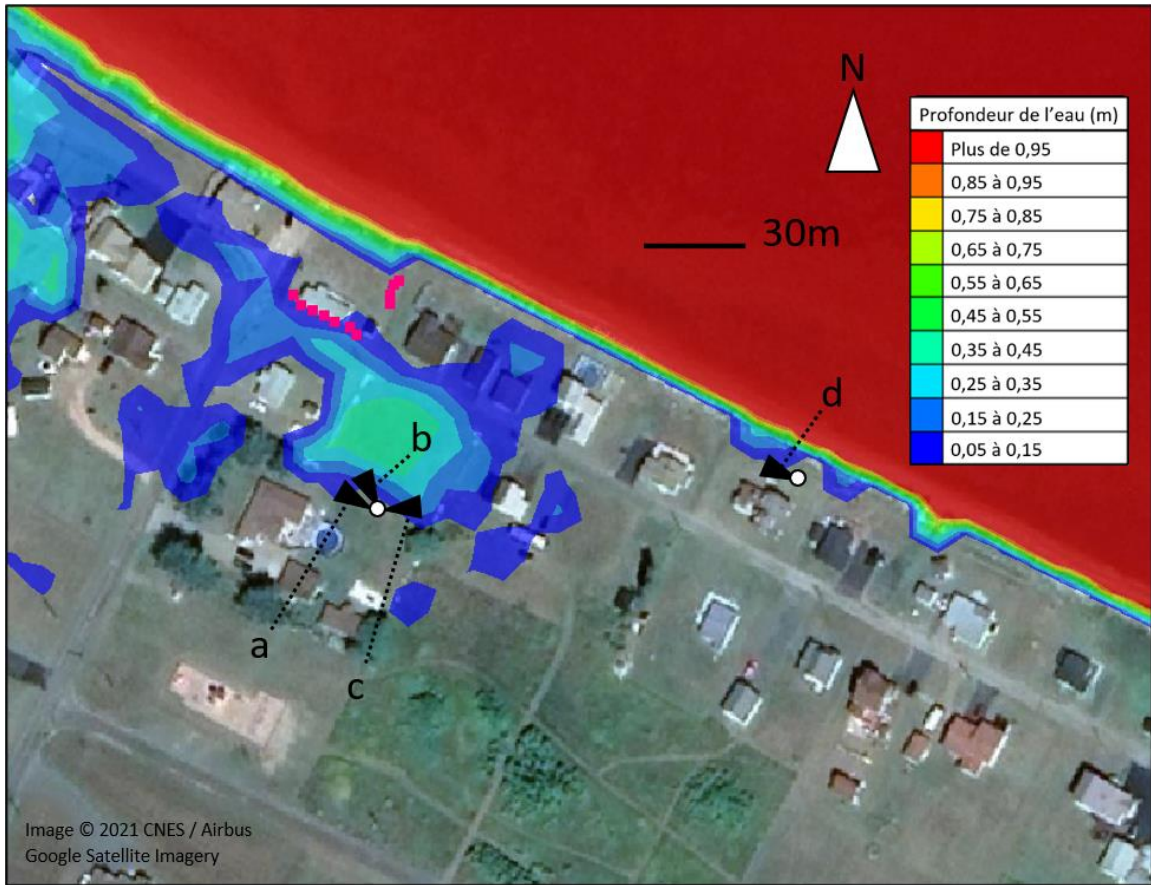 N
30m
Profondeur de l’eau (m)
Plus de 0,95
0,85 à 0,95
0,75 à 0,85
0,65 à 0,75
0,55 à 0,65
0,45 à 0,55
0,35 à 0,45
0,25 à 0,35
0,15 à 0,25
0,05 à 0,15
d
b
a
c
Image © 2021 CNES / Airbus
Google Satellite Imagery